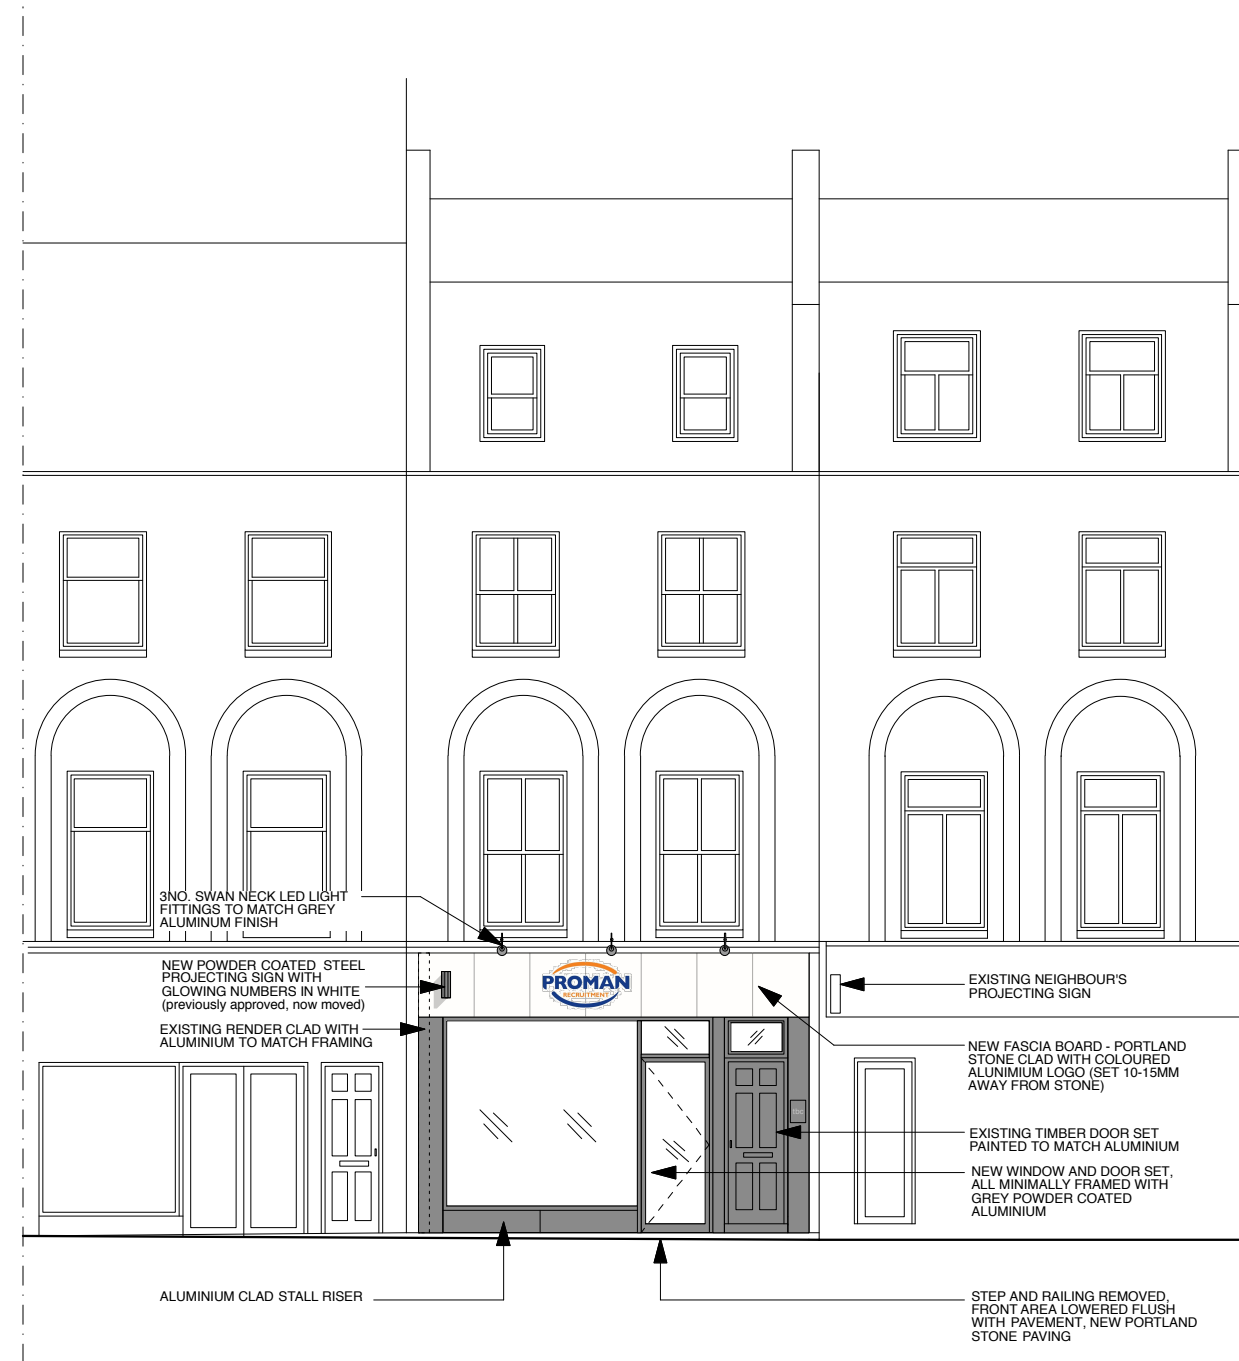 3NO. SWAN NECK LED LIGHT
FITTINGS TO MATCH GREY
ALUMINUM FINISH
NEW POWDER COATED STEEL
PROJECTING SIGN WITH
GLOWING NUMBERS IN WHITE
(previously approved, now moved)
EXISTING RENDER CLAD WITH
ALUMINIUM TO MATCH FRAMING
PROMAN
RECRUITMENT
EXISTING NEIGHBOUR'S
PROJECTING SIGN
NEW FASCIA BOARD - PORTLAND
STONE CLAD WITH COLOURED
ALUNIMIUM LOGO (SET 10-15MM
AWAY FROM STONE)
EXISTING TIMBER DOOR SET
PAINTED TO MATCH ALUMINIUM
NEW WINDOW AND DOOR SET,
ALL MINIMALLY FRAMED WITH
GREY POWDER COATED
ALUMINIUM
ALUMINIUM CLAD STALL RISER
STEP AND RAILING REMOVED,
FRONT AREA LOWERED FLUSH
WITH PAVEMENT, NEW PORTLAND
STONE PAVING